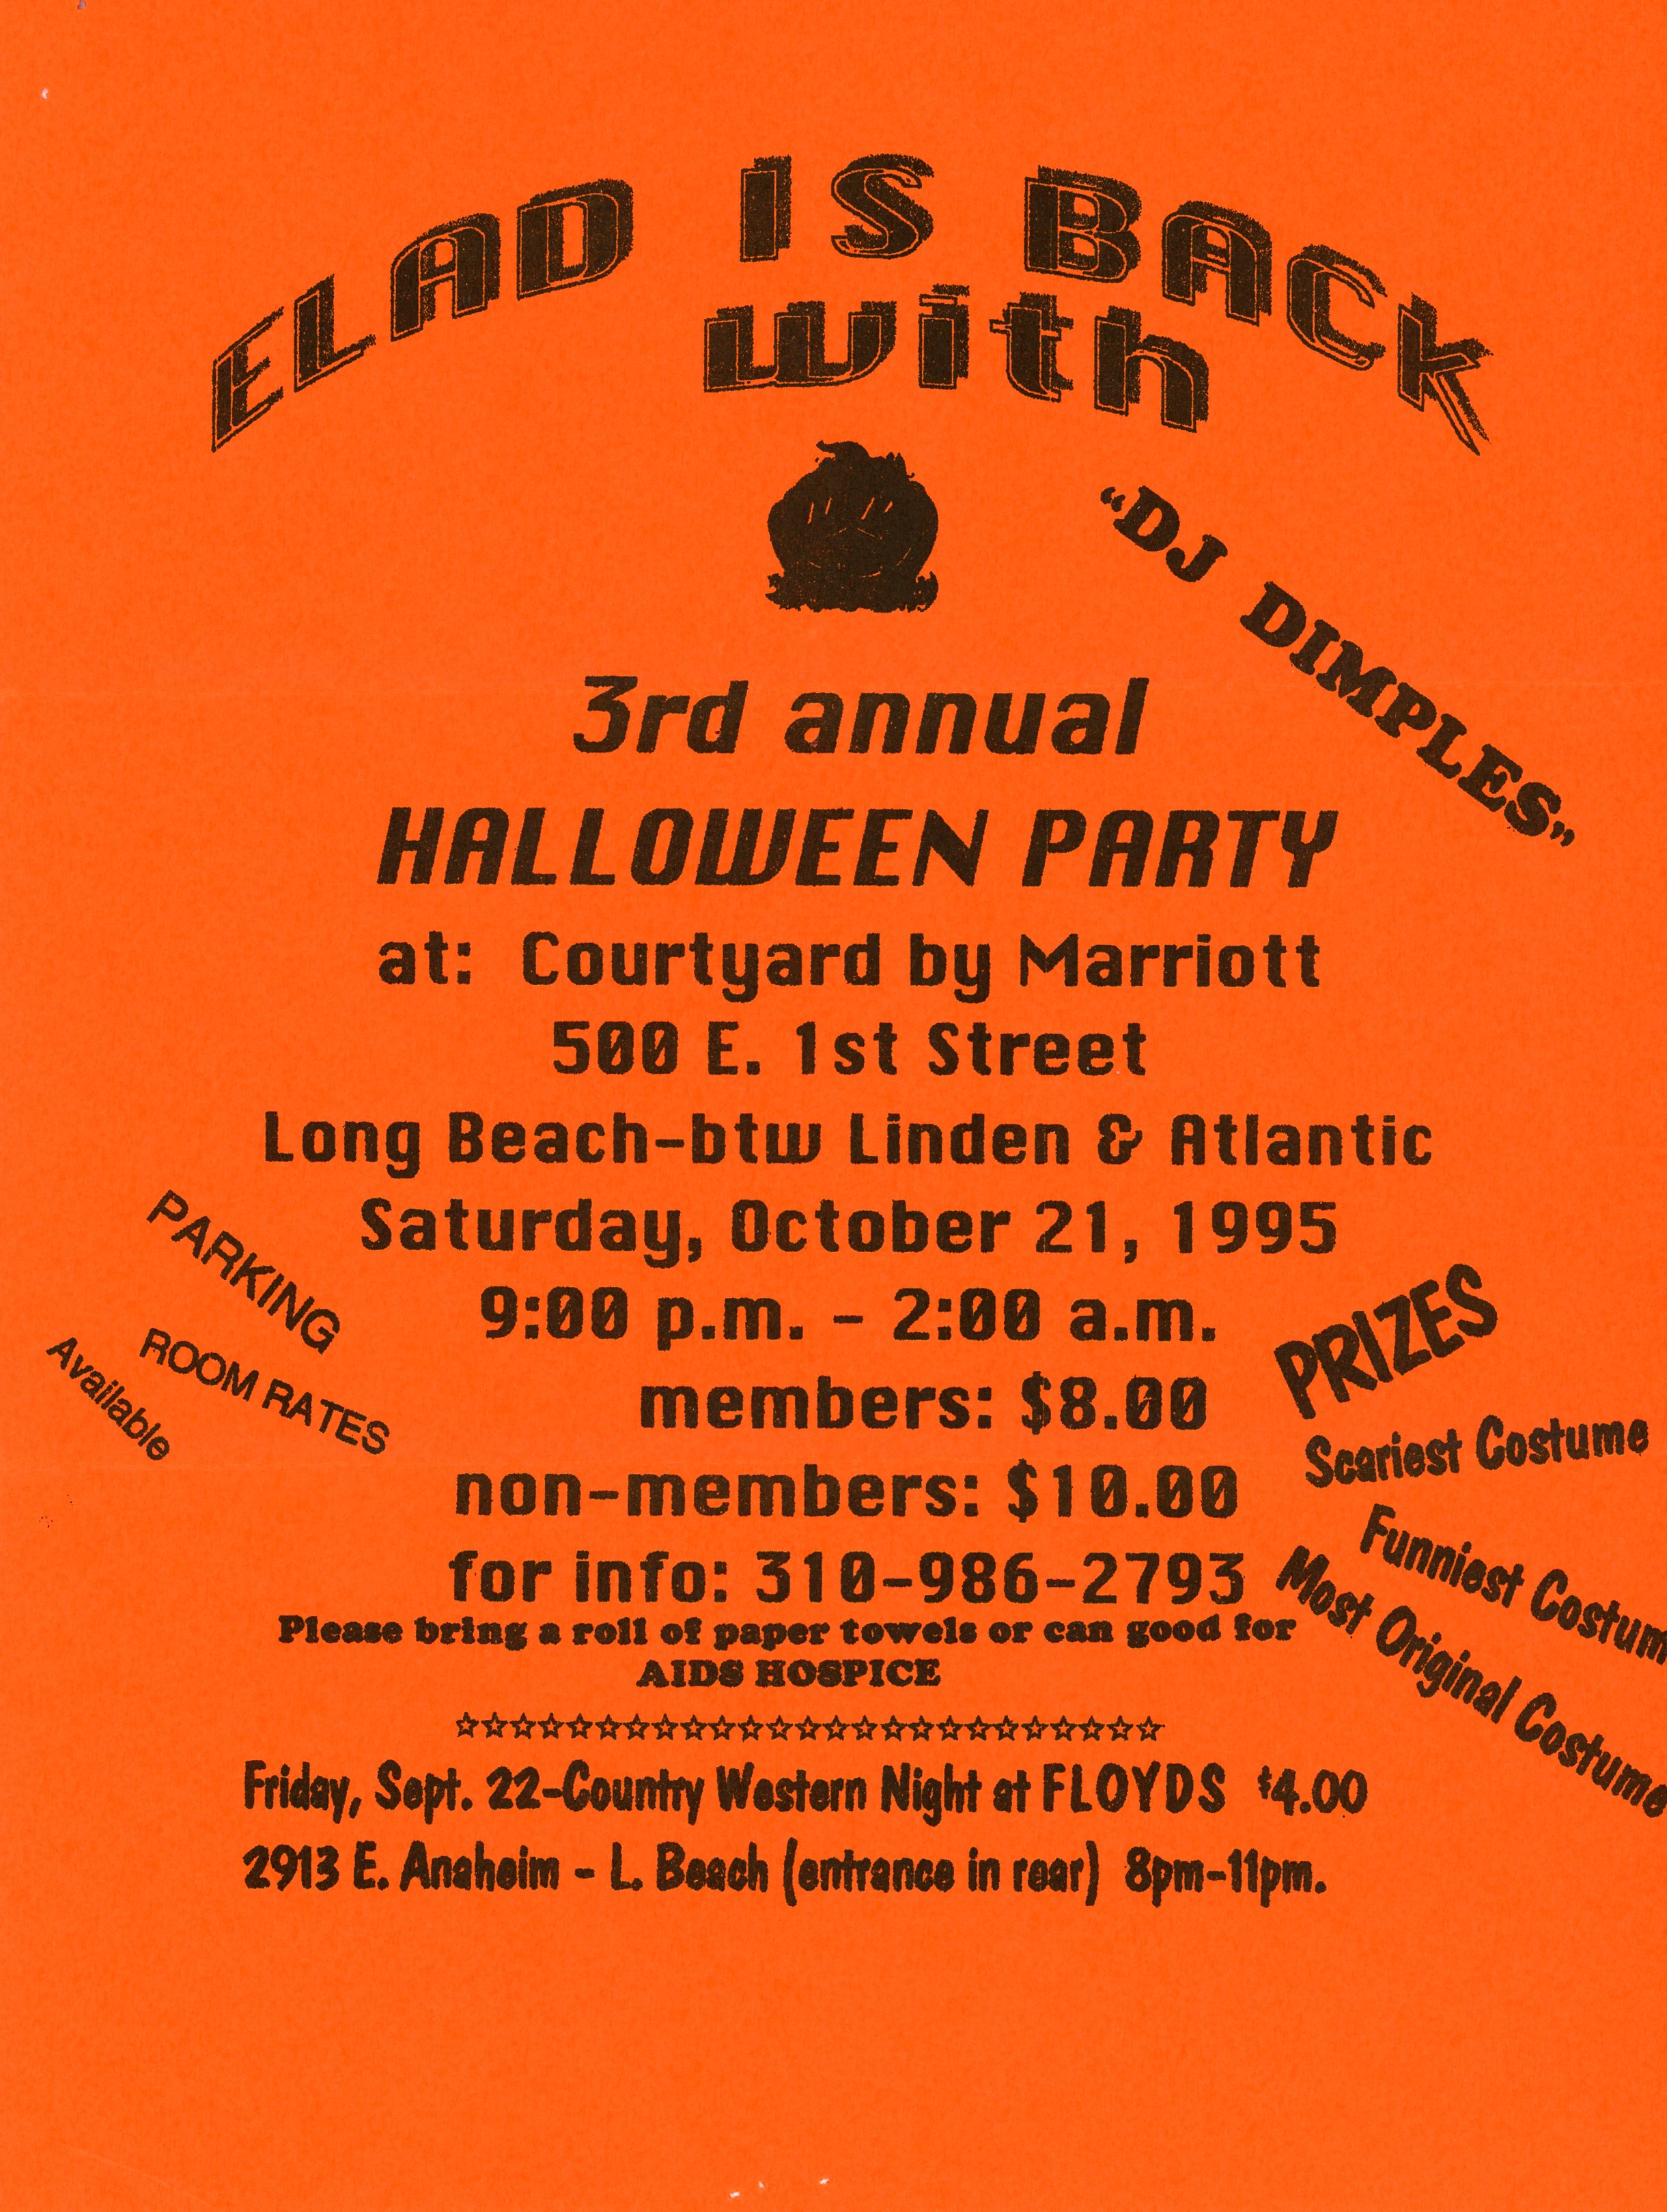 ELAD IS BACK
with
“DJ DIMPLES”
3rd annual
HALLOWEEN PARTY
at: Courtyard by Marriott
500 E. 1st Street
Long Beach-btw Linden & Atlantic
Saturday, October 21, 1995
9:00 p.m. - 2:00 a.m.
members: $8.00
non-members: $10.00
for info: 310-986-2793
PARKING
ROOM RATES
Available
PRIZES
Scariest Costume
Funniest Costum
Most Original Costume
Please bring a roll of paper towels or can good for
AIDS HOSPICE
☆☆☆☆☆☆☆☆☆☆☆☆☆☆☆☆☆☆☆☆☆☆☆☆☆
Friday, Sept. 22-Country Western Night at FLOYDS $4.00
2913 E. Anaheim - L. Beach (entrance in rear) 8pm-11pm.